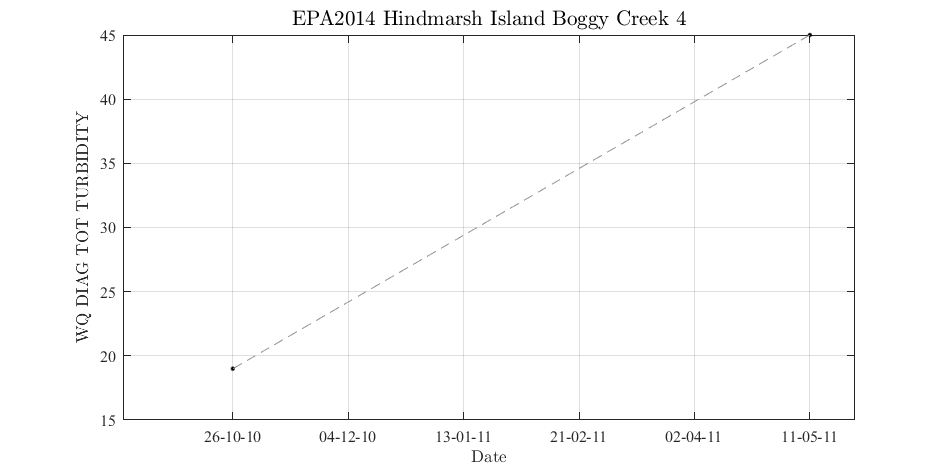 EPA2014 Hindmarsh Island Boggy Creek 4
WQ DIAG TOT TURBIDITY
45
40
35
30
25
20
15
26-10-10 04-12-10 13-01-11 21-02-11 02-04-11 11-05-11
Date